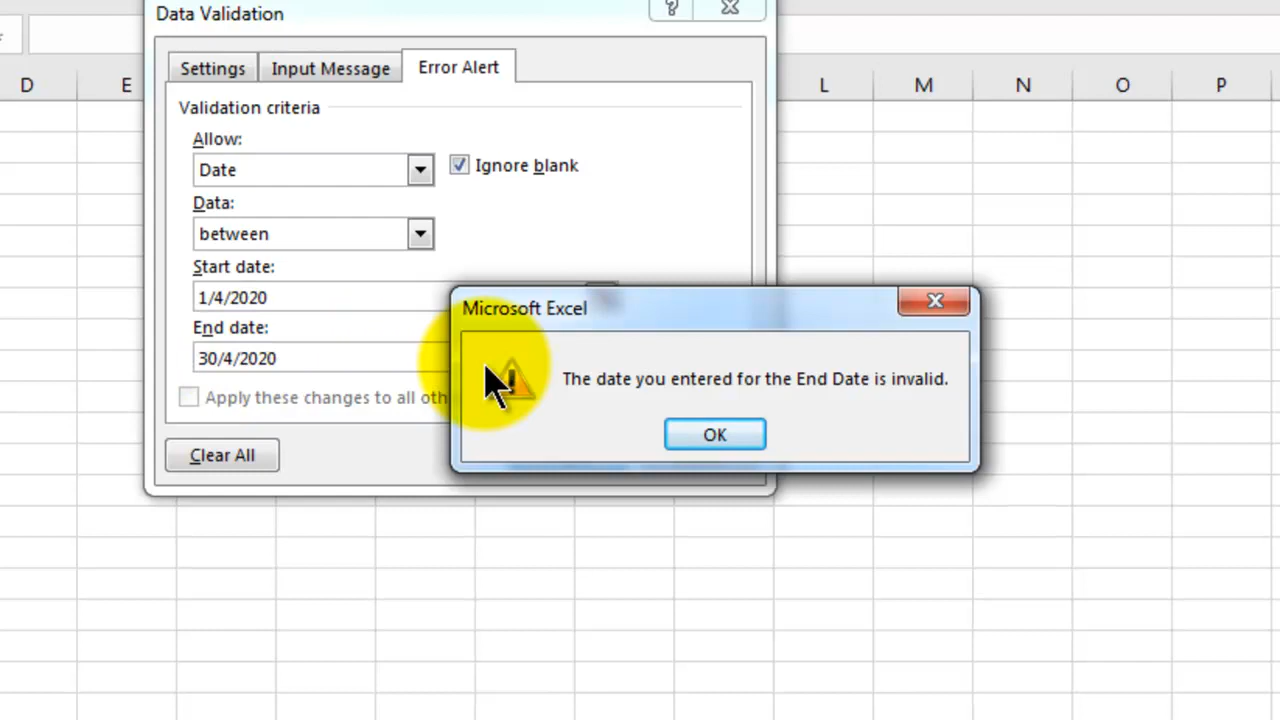 Data Validation
?
Settings
Input Message
Error Alert
D
E
L
M
N
O
P
Validation criteria
Allow:
Date
Ignore blank
Data:
between
Start date:
1/4/2020
End date:
30/4/2020
Apply these changes to all oth
Clear All
Microsoft Excel
The date you entered for the End Date is invalid.
OK